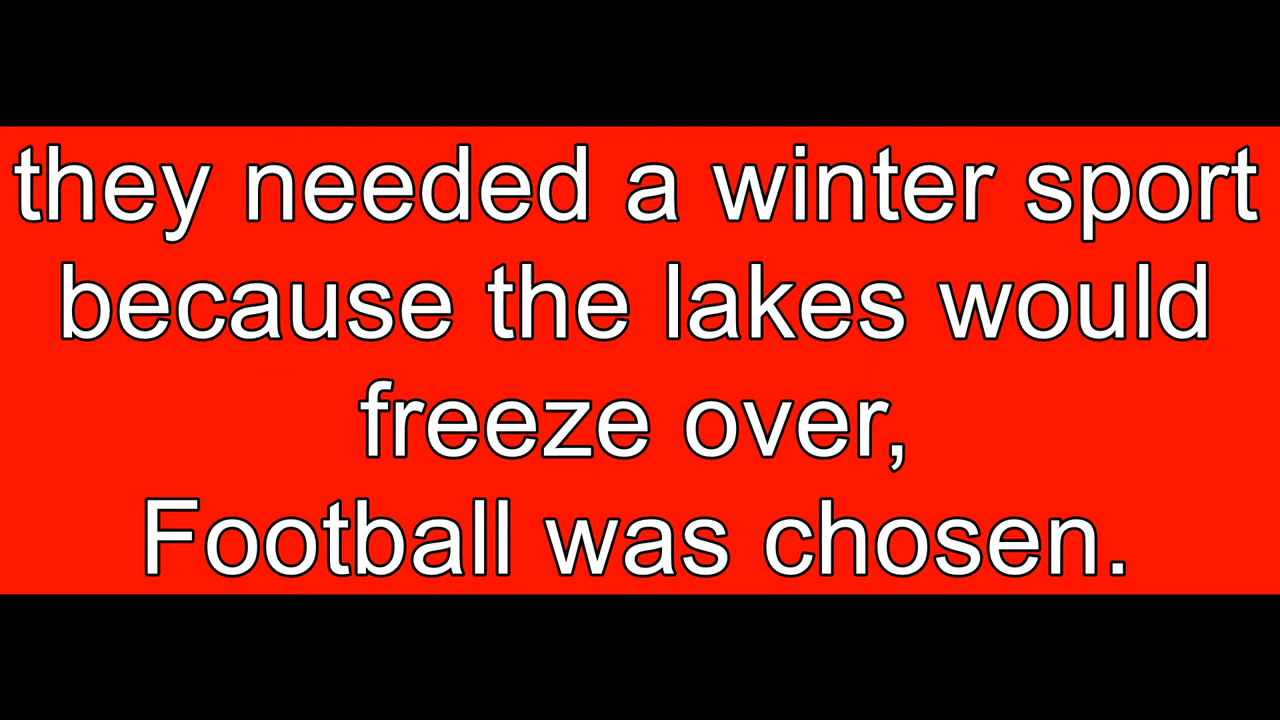 they needed a winter sport
because the lakes would
freeze over,
Football was chosen.